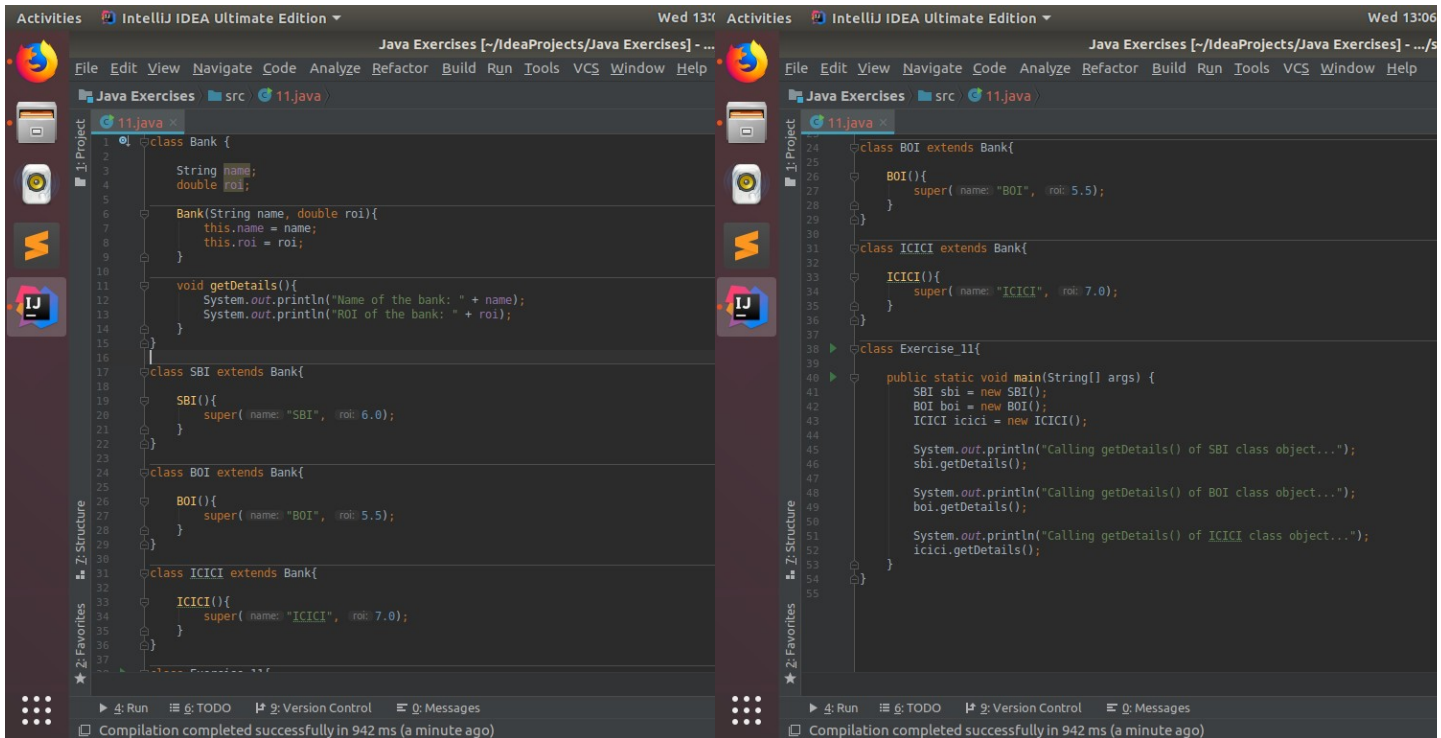 Activities IntelliJ IDEA Ultimate Edition Wed 13:
Java Exercises [~/IdeaProjects/Java Exercises] - ...
File Edit View Navigate Code Analyze Refactor Build Run Tools VCS Window Help
Java Exercises src 11.java
11.java
1: Project
7: Structure
2: Favorites
1 class Bank {
2
3 String name;
4 double roi;
5
6 Bank(String name, double roi){
7 this.name = name;
8 this.roi = roi;
9 }
10
11 void getDetails(){
12 System.out.println("Name of the bank: " + name);
13 System.out.println("ROI of the bank: " + roi);
14 }
15 }
16
17 class SBI extends Bank{
18
19 SBI(){
20 super( name: "SBI", roi: 6.0);
21 }
22 }
23
24 class BOI extends Bank{
25
26 BOI(){
27 super( name: "BOI", roi: 5.5);
28 }
29 }
30
31 class ICICI extends Bank{
32
33 ICICI(){
34 super( name: "ICICI", roi: 7.0);
35 }
36 }
37
4: Run 6: TODO 9: Version Control 0: Messages
Compilation completed successfully in 942 ms (a minute ago)
Activities IntelliJ IDEA Ultimate Edition Wed 13:06
Java Exercises [~/IdeaProjects/Java Exercises] - .../s
File Edit View Navigate Code Analyze Refactor Build Run Tools VCS Window Help
Java Exercises src 11.java
11.java
1: Project
7: Structure
2: Favorites
24 class BOI extends Bank{
25
26 BOI(){
27 super( name: "BOI", roi: 5.5);
28 }
29 }
30
31 class ICICI extends Bank{
32
33 ICICI(){
34 super( name: "ICICI", roi: 7.0);
35 }
36 }
37
38 class Exercise_11{
39
40 public static void main(String[] args) {
41 SBI sbi = new SBI();
42 BOI boi = new BOI();
43 ICICI icici = new ICICI();
44
45 System.out.println("Calling getDetails() of SBI class object...");
46 sbi.getDetails();
47
48 System.out.println("Calling getDetails() of BOI class object...");
49 boi.getDetails();
50
51 System.out.println("Calling getDetails() of ICICI class object...");
52 icici.getDetails();
53 }
54 }
55
4: Run 6: TODO 9: Version Control 0: Messages
Compilation completed successfully in 942 ms (a minute ago)